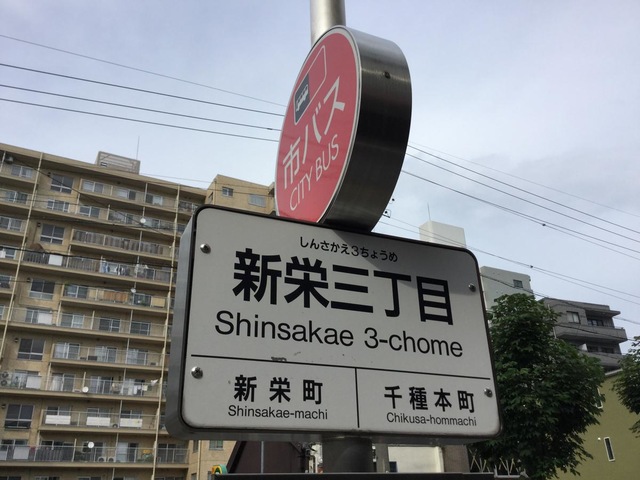 市バス
CITY BUS
しんさかえ3ちょうめ
新栄三丁目
Shinsakae 3-chome
新栄町
Shinsakae-machi
千種本町
Chikusa-hommachi